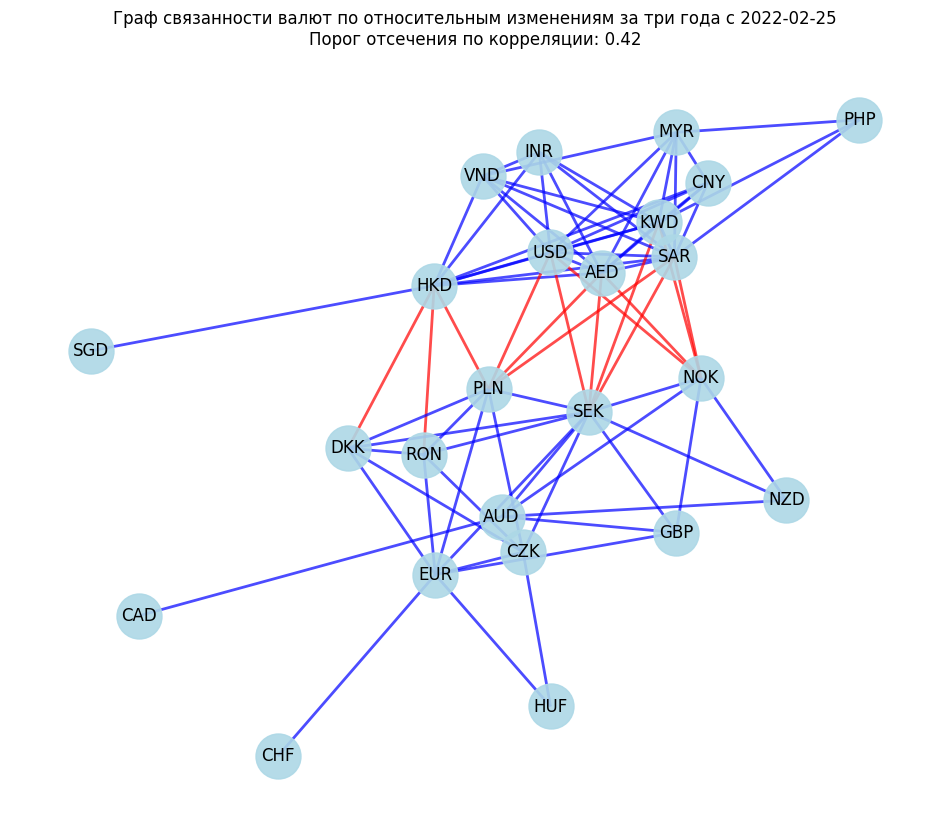 Граф связанности валют по относительным изменениям за три года с 2022-02-25
Порог отсечения по корреляции: 0.42
PHP
MYR
INR
VND
CNY
KWD
USD
SAR
AED
HKD
SGD
NOK
PLN
SEK
DKK
RON
NZD
AUD
GBP
CZK
EUR
CAD
HUF
CHF